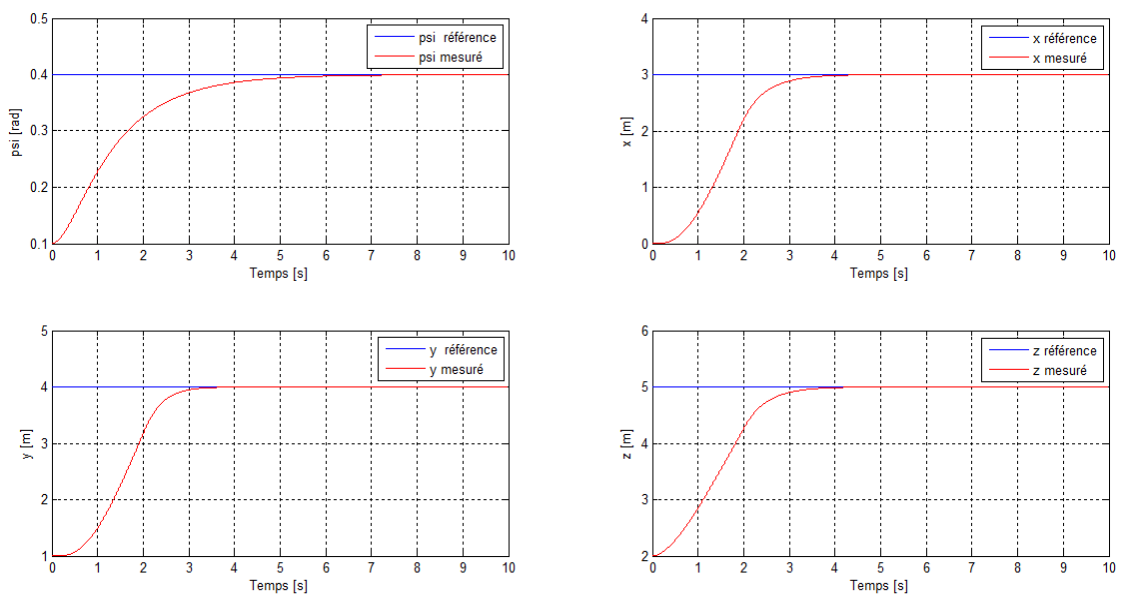 0.5
0.4
0.3
0.2
0.1
psi [rad]
psi référence
psi mesuré
0 1 2 3 4 5 6 7 8 9 10
Temps [s]
4
3
2
1
0
x [m]
x référence
x mesuré
0 1 2 3 4 5 6 7 8 9 10
Temps [s]
5
4
3
2
1
y [m]
y référence
y mesuré
0 1 2 3 4 5 6 7 8 9 10
Temps [s]
6
5
4
3
2
z [m]
z référence
z mesuré
0 1 2 3 4 5 6 7 8 9 10
Temps [s]